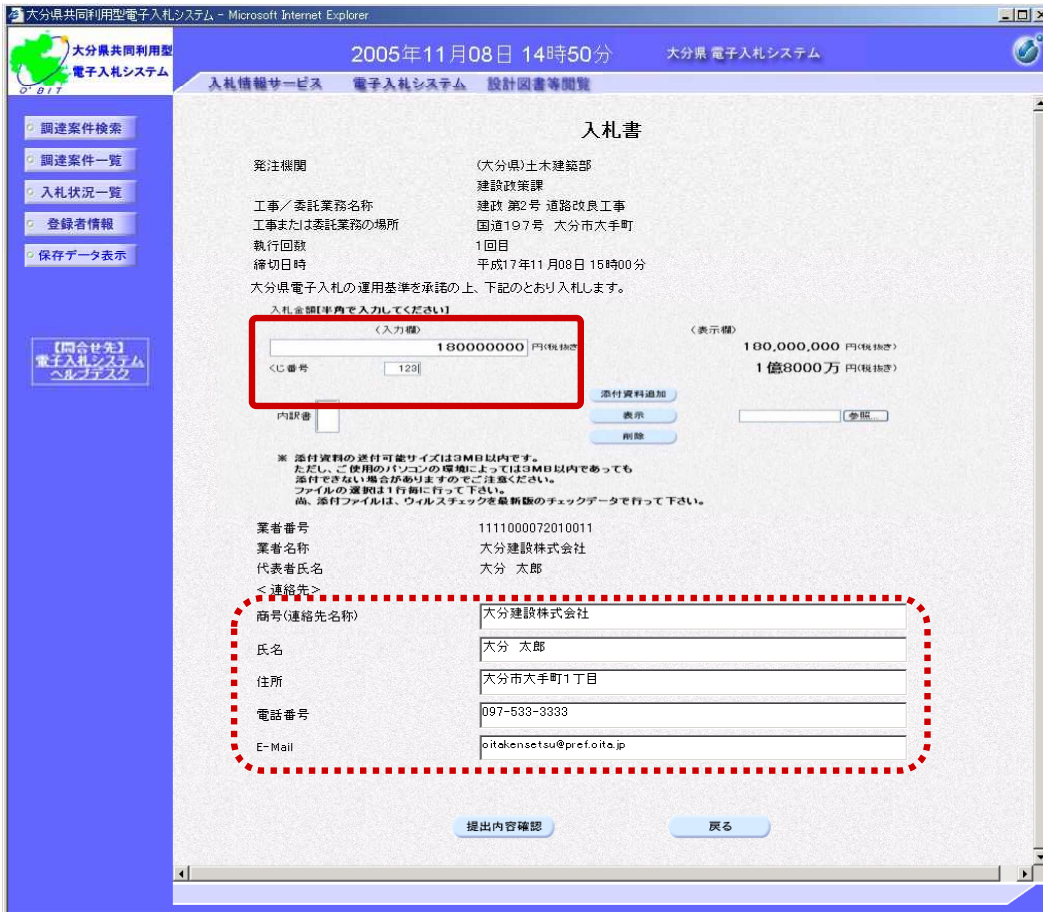 大分県共同利用型電子入札システム - Microsoft Internet Explorer
大分県共同利用型
電子入札システム
O' BIT
2005年11月08日 14時50分
大分県 電子入札システム
入札情報サービス 電子入札システム 設計図書等閲覧
調達案件検索
調達案件一覧
入札状況一覧
登録者情報
保存データ表示
【問合せ先】
電子入札システム
ヘルプデスク
入札書
発注機関 (大分県)土木建築部
建設政策課
工事/委託業務名称 建政 第2号 道路改良工事
工事または委託業務の場所 国道197号 大分市大手町
執行回数 1回目
締切日時 平成17年11月08日 15時00分
大分県電子入札の運用基準を承諾の上、下記のとおり入札します。
入札金額[半角で入力してください]
(入力欄) (表示欄)
180000000 円(税抜き 180,000,000 円(税抜き)
くじ番号 123 1億8000万 円(税抜き)
添付資料追加
内訳書 表示 参照...
削除
※ 添付資料の送付可能サイズは3MB以内です。
ただし、ご使用のパソコンの環境によっては3MB以内であっても
添付できない場合がありますのでご注意ください。
ファイルの選択は1行毎に行って下さい。
尚、添付ファイルは、ウィルスチェックを最新版のチェックデータで行って下さい。
業者番号 1111000072010011
業者名称 大分建設株式会社
代表者氏名 大分 太郎
<連絡先>
商号(連絡先名称) 大分建設株式会社
氏名 大分 太郎
住所 大分市大手町1丁目
電話番号 097-533-3333
E-Mail oitakensetsu@pref.oita.jp
提出内容確認 戻る